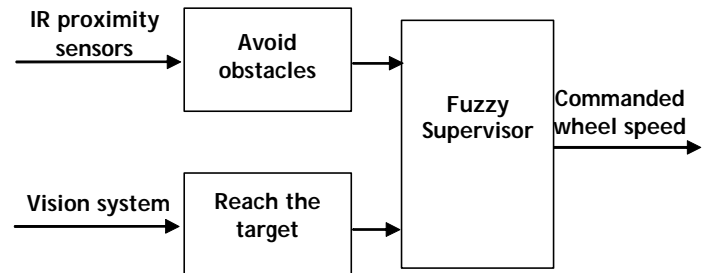 IR proximity
sensors
Avoid
obstacles
Fuzzy
Supervisor
Commanded
wheel speed
Vision system
Reach the
target